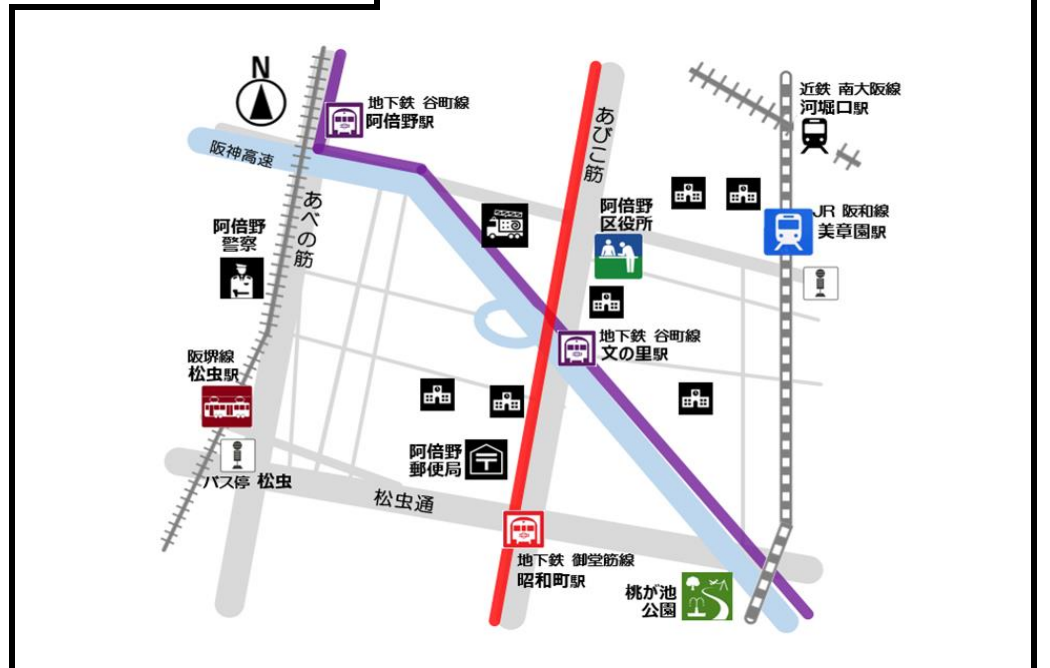 N
地下鉄 谷町線
阿倍野駅
近鉄 南大阪線
河堀口駅
阪神高速
あびこ筋
あべの筋
阿倍野
区役所
JR 阪和線
美章園駅
阿倍野
警察
地下鉄 谷町線
文の里駅
阪堺線
松虫駅
阿倍野
郵便局
バス停 松虫
松虫通
地下鉄 御堂筋線
昭和町駅
桃が池
公園